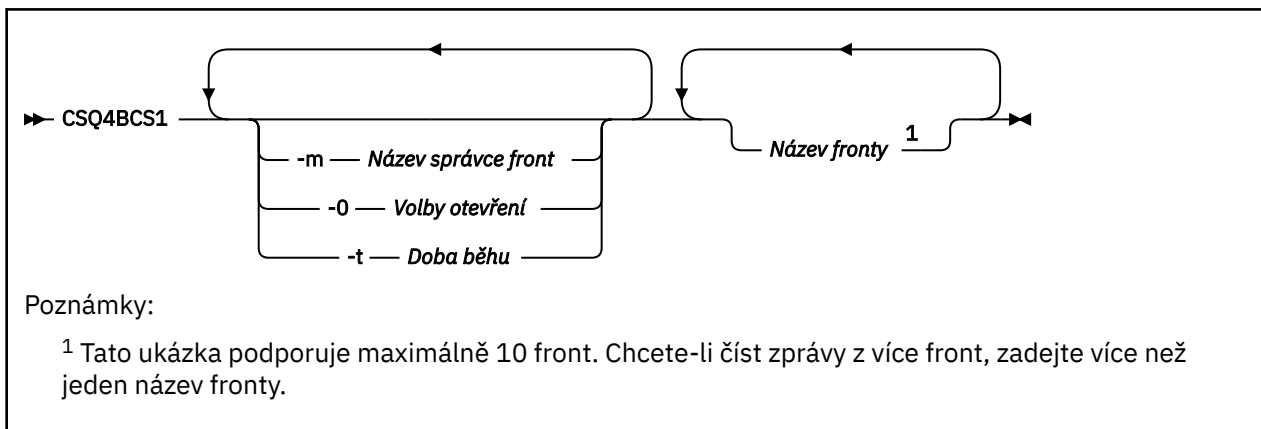 CSQ4BCS1
-m Název správce front
-0 Volby otevření
-t Doba běhu
Název fronty 1
Poznámky:
1 Tato ukázka podporuje maximálně 10 front. Chcete-li číst zprávy z více front, zadejte více než
jeden název fronty.